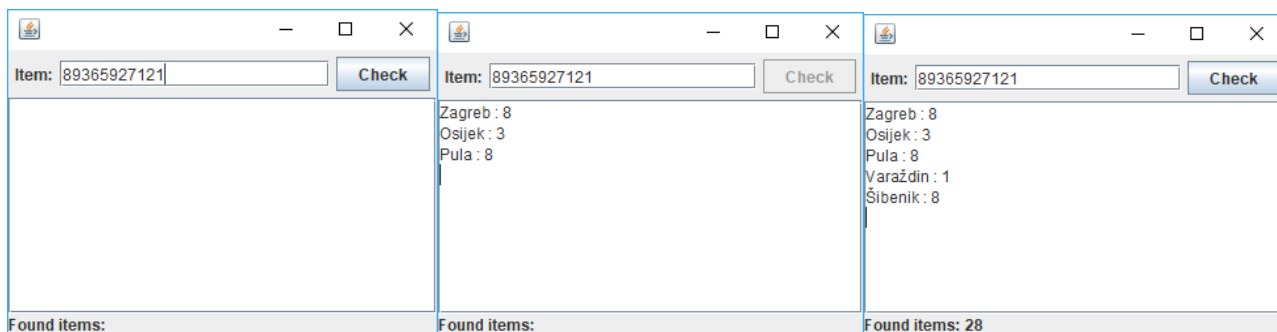 Item: 89365927121 Check
Found items:
Item: 89365927121 Check
Zagreb : 8
Osijek : 3
Pula : 8
Found items:
Item: 89365927121 Check
Zagreb : 8
Osijek : 3
Pula : 8
Varaždin : 1
Šibenik : 8
Found items: 28